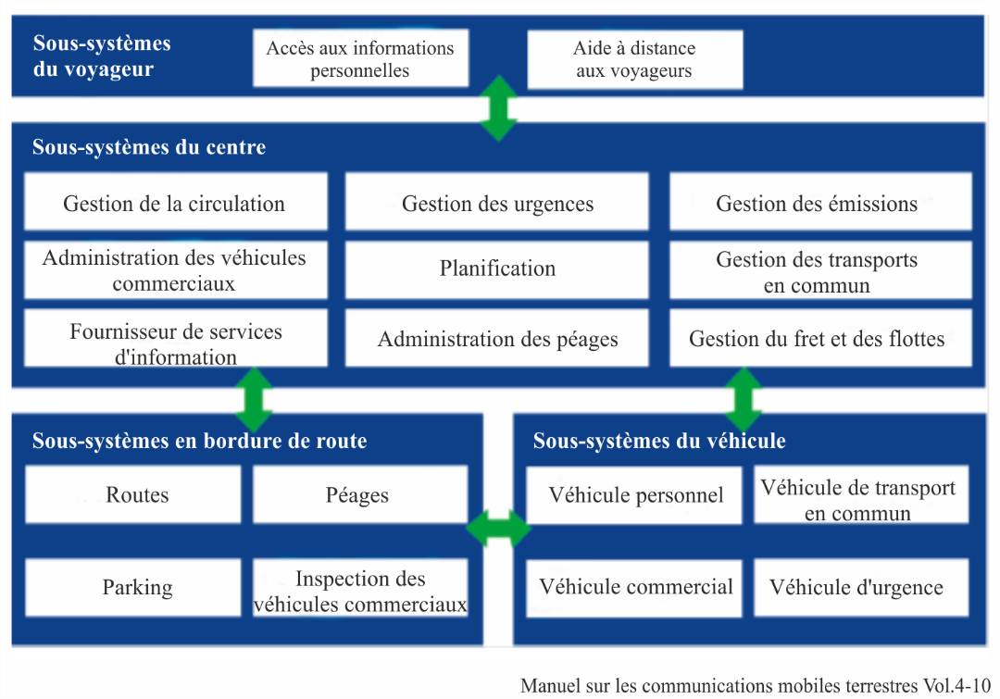 Sous-systèmes
du voyageur
Accès aux informations
personnelles
Aide à distance
aux voyageurs
Sous-systèmes du centre
Gestion de la circulation
Gestion des urgences
Gestion des émissions
Administration des véhicules
commerciaux
Planification
Gestion des transports
en commun
Fournisseur de services
d'information
Administration des péages
Gestion du fret et des flottes
Sous-systèmes en bordure de route
Routes
Péages
Parking
Inspection des
véhicules commerciaux
Sous-systèmes du véhicule
Véhicule personnel
Véhicule de transport
en commun
Véhicule commercial
Véhicule d'urgence
Manuel sur les communications mobiles terrestres Vol.4-10